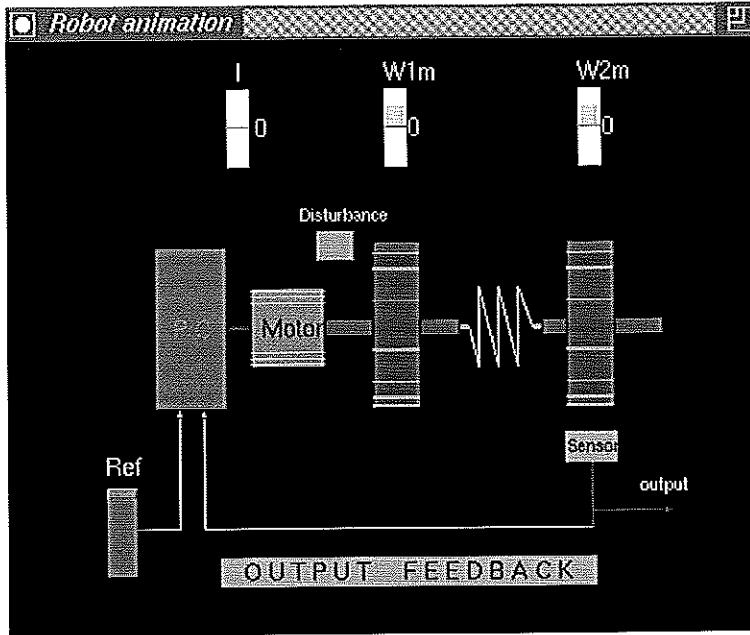 Robot animation
I W1m W2m
0 0 0
Disturbance
Motor
Sensor
Ref
output
OUTPUT FEEDBACK